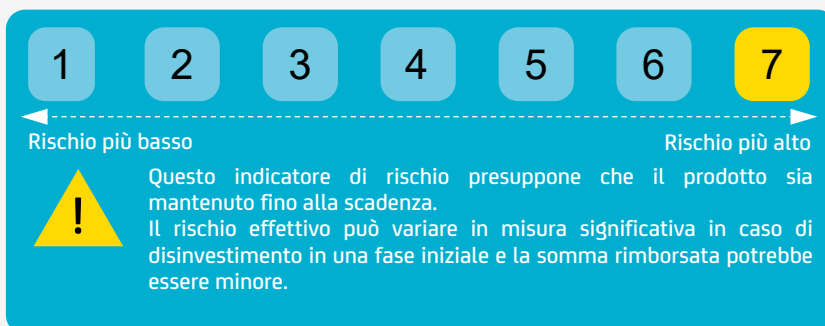 1 2 3 4 5 6 7
Rischio più basso Rischio più alto
! Questo indicatore di rischio presuppone che il prodotto sia
mantenuto fino alla scadenza.
Il rischio effettivo può variare in misura significativa in caso di
disinvestimento in una fase iniziale e la somma rimborsata potrebbe
essere minore.